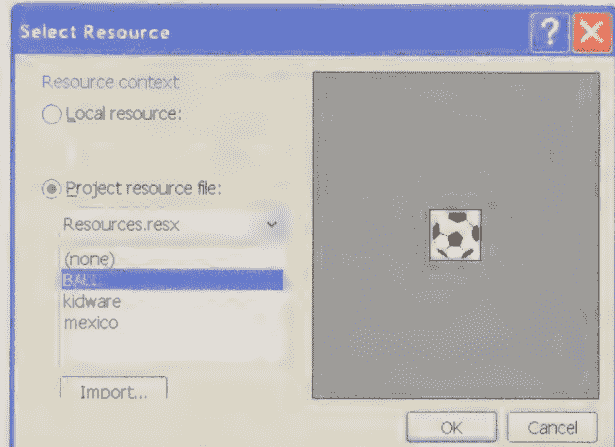 Select Resource
Resource context
Local resource:
Project resource file:
Resources.resx
(none)
BALL
kidware
mexico
Import...
OK
Cancel